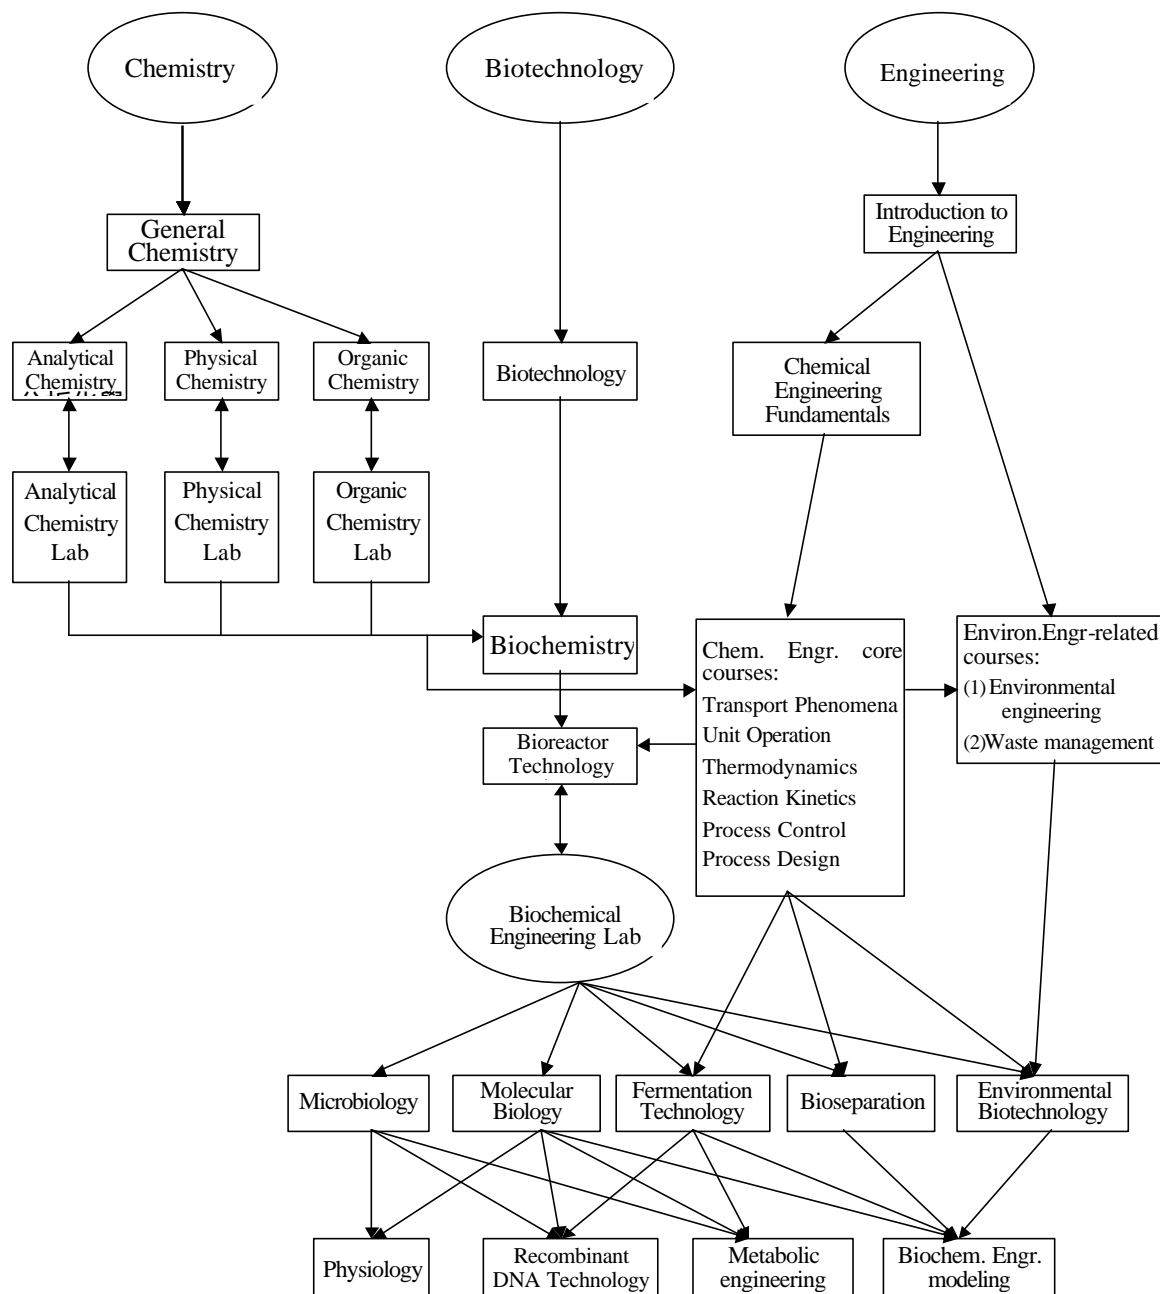 Chemistry
Biotechnology
Engineering
General
Chemistry
Introduction to
Engineering
Analytical
Chemistry
Physical
Chemistry
Organic
Chemistry
Biotechnology
Chemical
Engineering
Fundamentals
Analytical
Chemistry
Lab
Physical
Chemistry
Lab
Organic
Chemistry
Lab
Biochemistry
Chem. Engr. core
courses:
Transport Phenomena
Unit Operation
Thermodynamics
Reaction Kinetics
Process Control
Process Design
Environ.Engr-related
courses:
(1) Environmental
engineering
(2)Waste management
Bioreactor
Technology
Biochemical
Engineering Lab
Microbiology
Molecular
Biology
Fermentation
Technology
Bioseparation
Environmental
Biotechnology
Physiology
Recombinant
DNA Technology
Metabolic
engineering
Biochem. Engr.
modeling